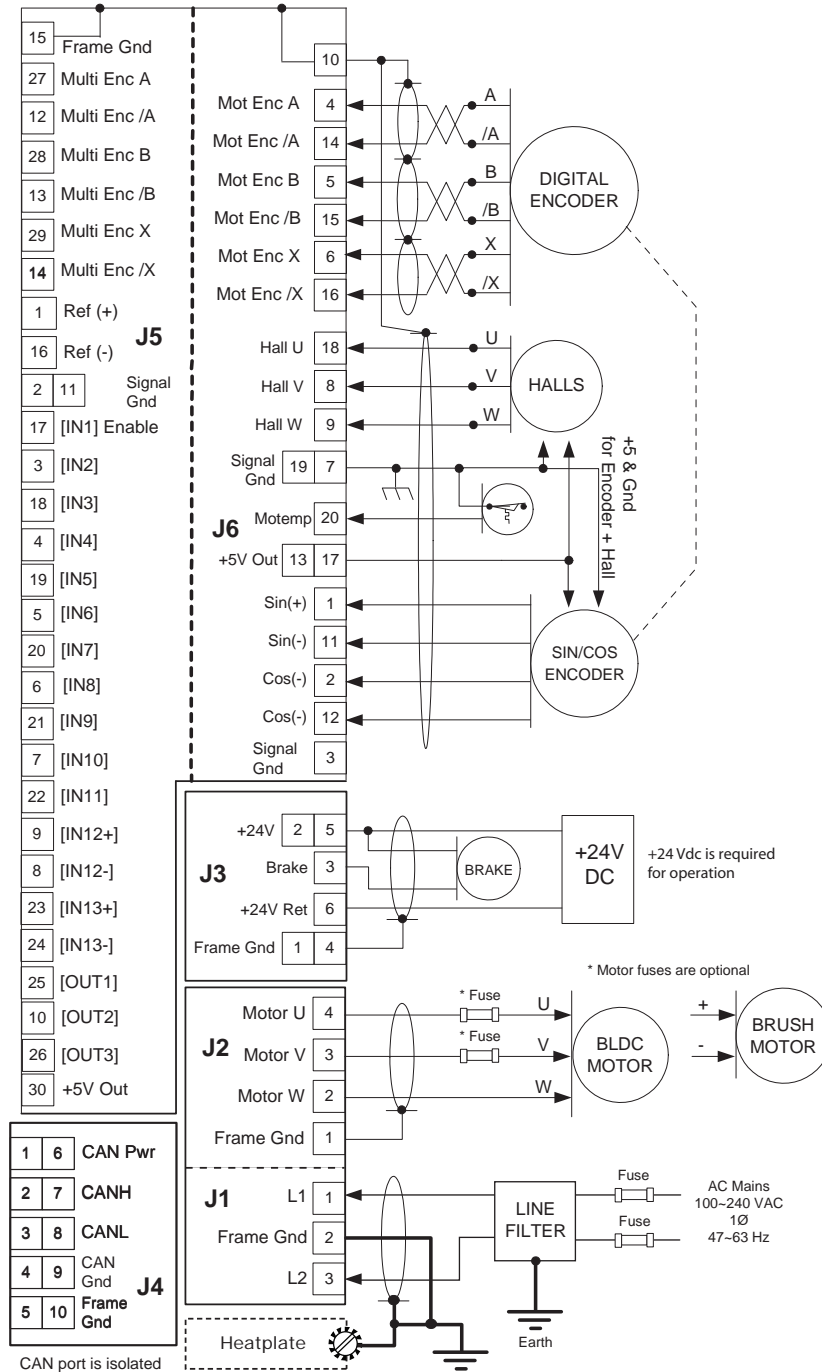 15 Frame Gnd
27 Multi Enc A
12 Multi Enc /A
28 Multi Enc B
13 Multi Enc /B
29 Multi Enc X
14 Multi Enc /X
1 Ref (+)
J5
16 Ref (-)
2 11 Signal
Gnd
17 [IN1] Enable
3 [IN2]
18 [IN3]
4 [IN4]
19 [IN5]
5 [IN6]
20 [IN7]
6 [IN8]
21 [IN9]
7 [IN10]
22 [IN11]
9 [IN12+]
8 [IN12-]
23 [IN13+]
24 [IN13-]
25 [OUT1]
10 [OUT2]
26 [OUT3]
30 +5V Out
10
Mot Enc A 4 A
Mot Enc /A 14 /A
Mot Enc B 5 B
Mot Enc /B 15 /B
Mot Enc X 6 X
Mot Enc /X 16 /X
DIGITAL
ENCODER
Hall U 18 U
Hall V 8 V
Hall W 9 W
HALLS
Signal
Gnd 19 7
J6
Motemp 20
+5V Out 13 17
+5 & Gnd
for Encoder + Hall
Sin(+) 1
Sin(-) 11
Cos(-) 2
Cos(-) 12
SIN/COS
ENCODER
Signal
Gnd 3
J3
+24V 2 5
Brake 3
+24V Ret 6
Frame Gnd 1 4
BRAKE
+24V
DC
+24 Vdc is required
for operation
* Motor fuses are optional
J2
Motor U 4 * Fuse U
Motor V 3 * Fuse V
Motor W 2 W
Frame Gnd 1
BLDC
MOTOR
+
-
BRUSH
MOTOR
J1
L1 1
Frame Gnd 2
L2 3
LINE
FILTER
Fuse
Fuse
AC Mains
100~240 VAC
1Ø
47~63 Hz
Earth
Heatplate
1 6 CAN Pwr
2 7 CANH
3 8 CANL
4 9 CAN
Gnd
J4
5 10 Frame
Gnd
CAN port is isolated